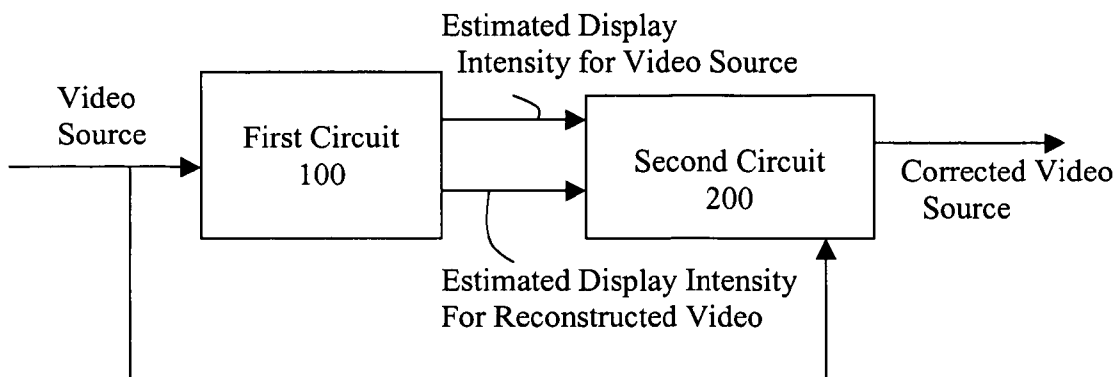 Estimated Display
Intensity for Video Source
Video
Source
First Circuit
100
Second Circuit
200
Corrected Video
Source
Estimated Display Intensity
For Reconstructed Video